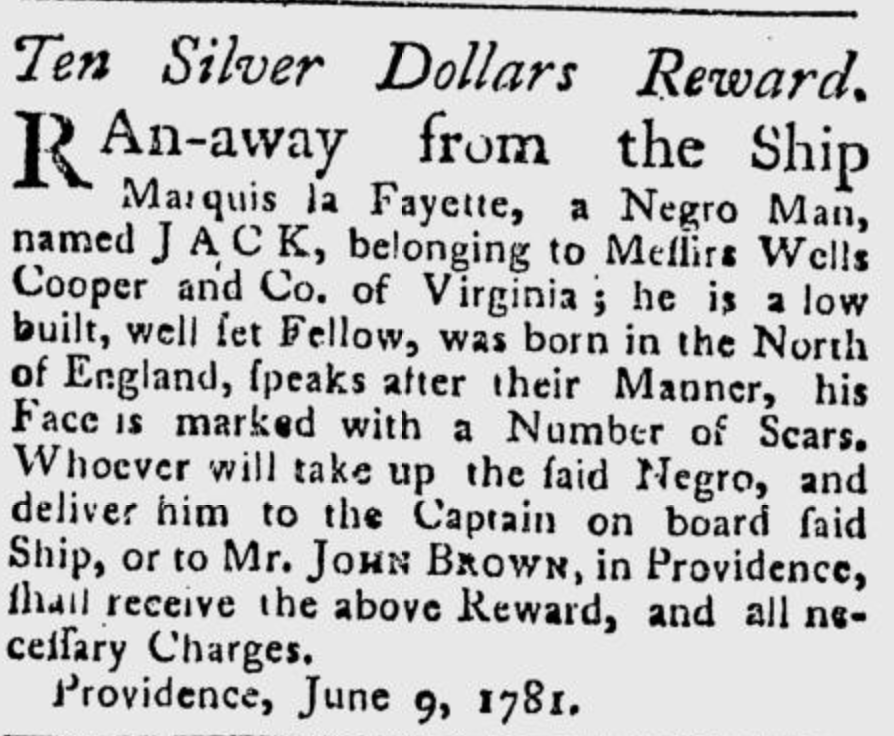 Ten Silver Dollars Reward.
RAn-away from the Ship
Marquis la Fayette, a Negro Man,
named JACK, belonging to Meſſirs Wells
Cooper and Co. of Virginia; he is a low
built, well ſet Fellow, was born in the North
of England, ſpeaks after their Manner, his
Face is marked with a Number of Scars.
Whoever will take up the ſaid Negro, and
deliver him to the Captain on board ſaid
Ship, or to Mr. JOHN BROWN, in Providence,
ſhall receive the above Reward, and all ne-
ceſſary Charges.
Providence, June 9, 1781.